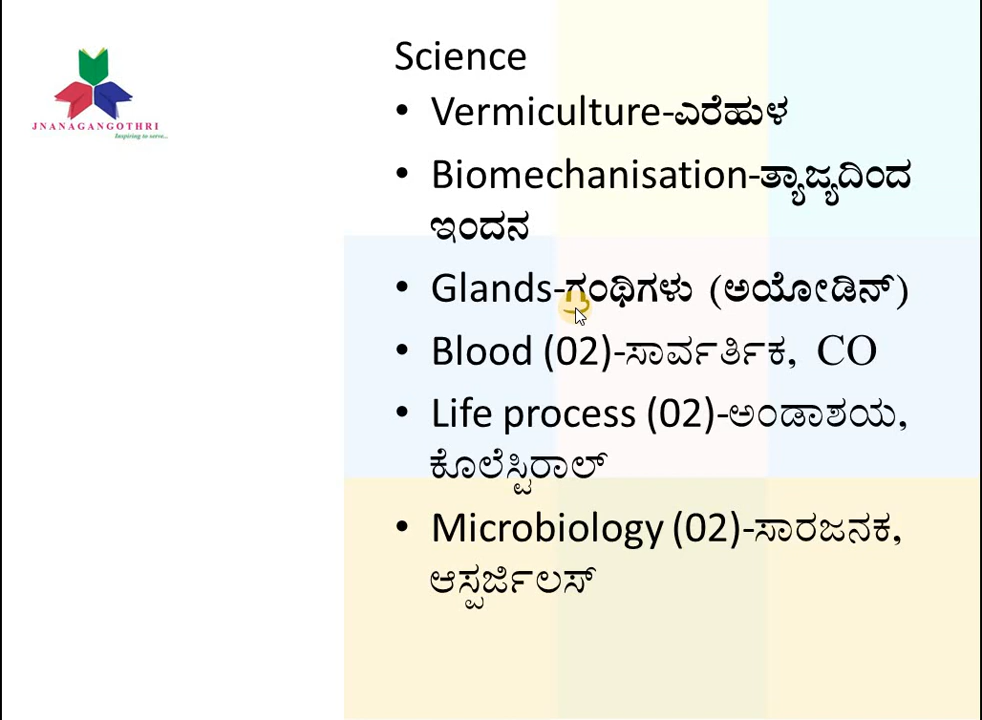 JNANAGANGOTHRI
Inspiring to serve...
Science
• Vermiculture-ಎರೆಹುಳ
• Biomechanisation-ತ್ಯಾಜ್ಯದಿಂದ
ಇಂದನ
• Glands-ಗ್ರಂಥಿಗಳು (ಅಯೋಡಿನ್)
• Blood (02)-ಸಾರ್ವರ್ತಿಕ, CO
• Life process (02)-ಅಂಡಾಶಯ,
ಕೊಲೆಸ್ಟಿರಾಲ್
• Microbiology (02)-ಸಾರಜನಕ,
ಆಸ್ಪರ್ಜಿಲಸ್